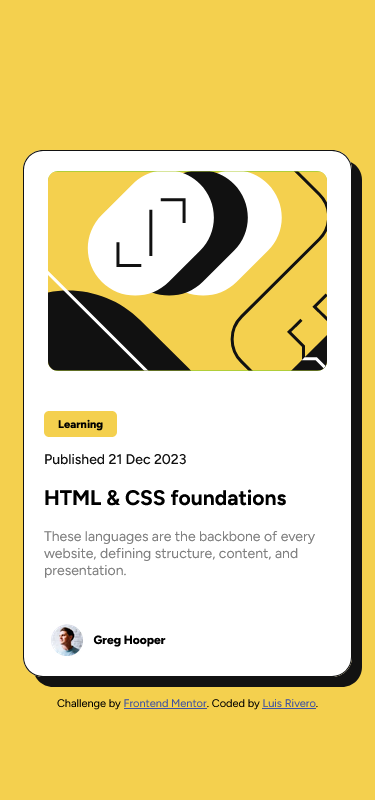 Learning
Published 21 Dec 2023
HTML & CSS foundations
These languages are the backbone of every
website, defining structure, content, and
presentation.
Greg Hooper
Challenge by Frontend Mentor. Coded by Luis Rivero.